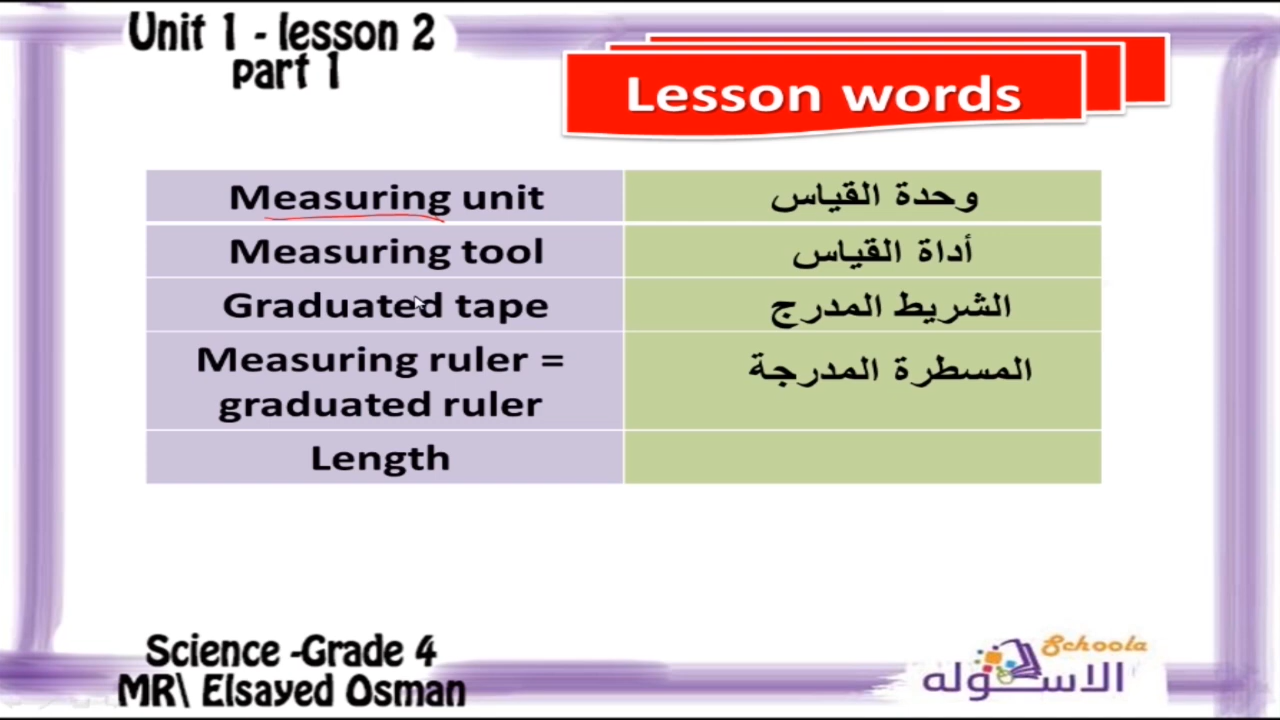 Unit 1 - lesson 2
part 1
Lesson words
Measuring unit
وحدة القياس
Measuring tool
أداة القياس
Graduated tape
الشريط المدرج
Measuring ruler =
graduated ruler
المسطرة المدرجة
Length
Science -Grade 4
MR\ Elsayed Osman
Schoola
الاسكوله